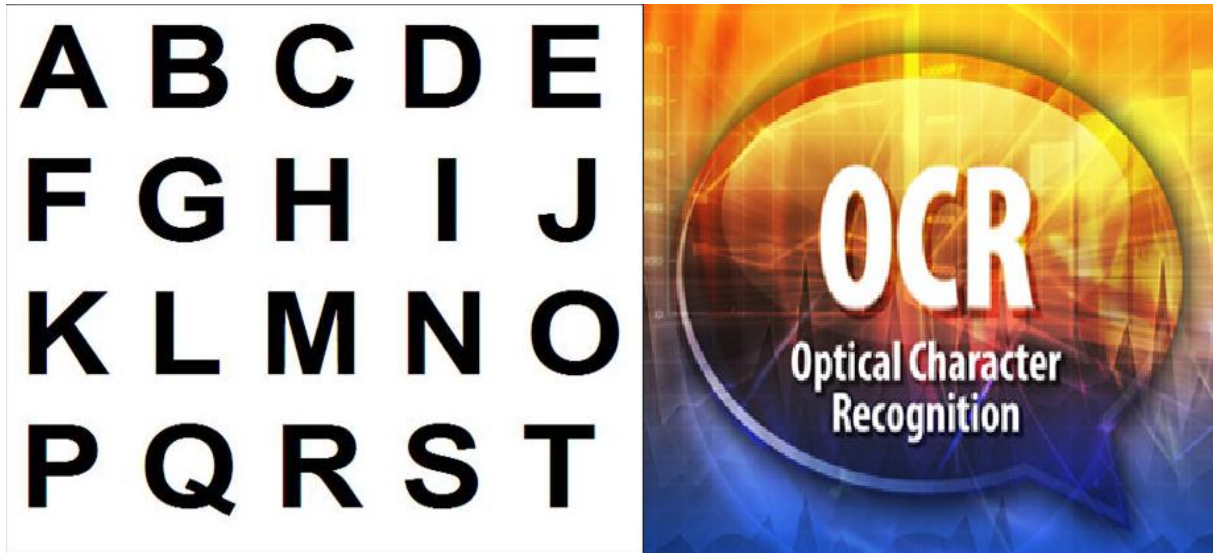 A B C D E
F G H I J
K L M N O
P Q R S T
OCR
Optical Character
Recognition